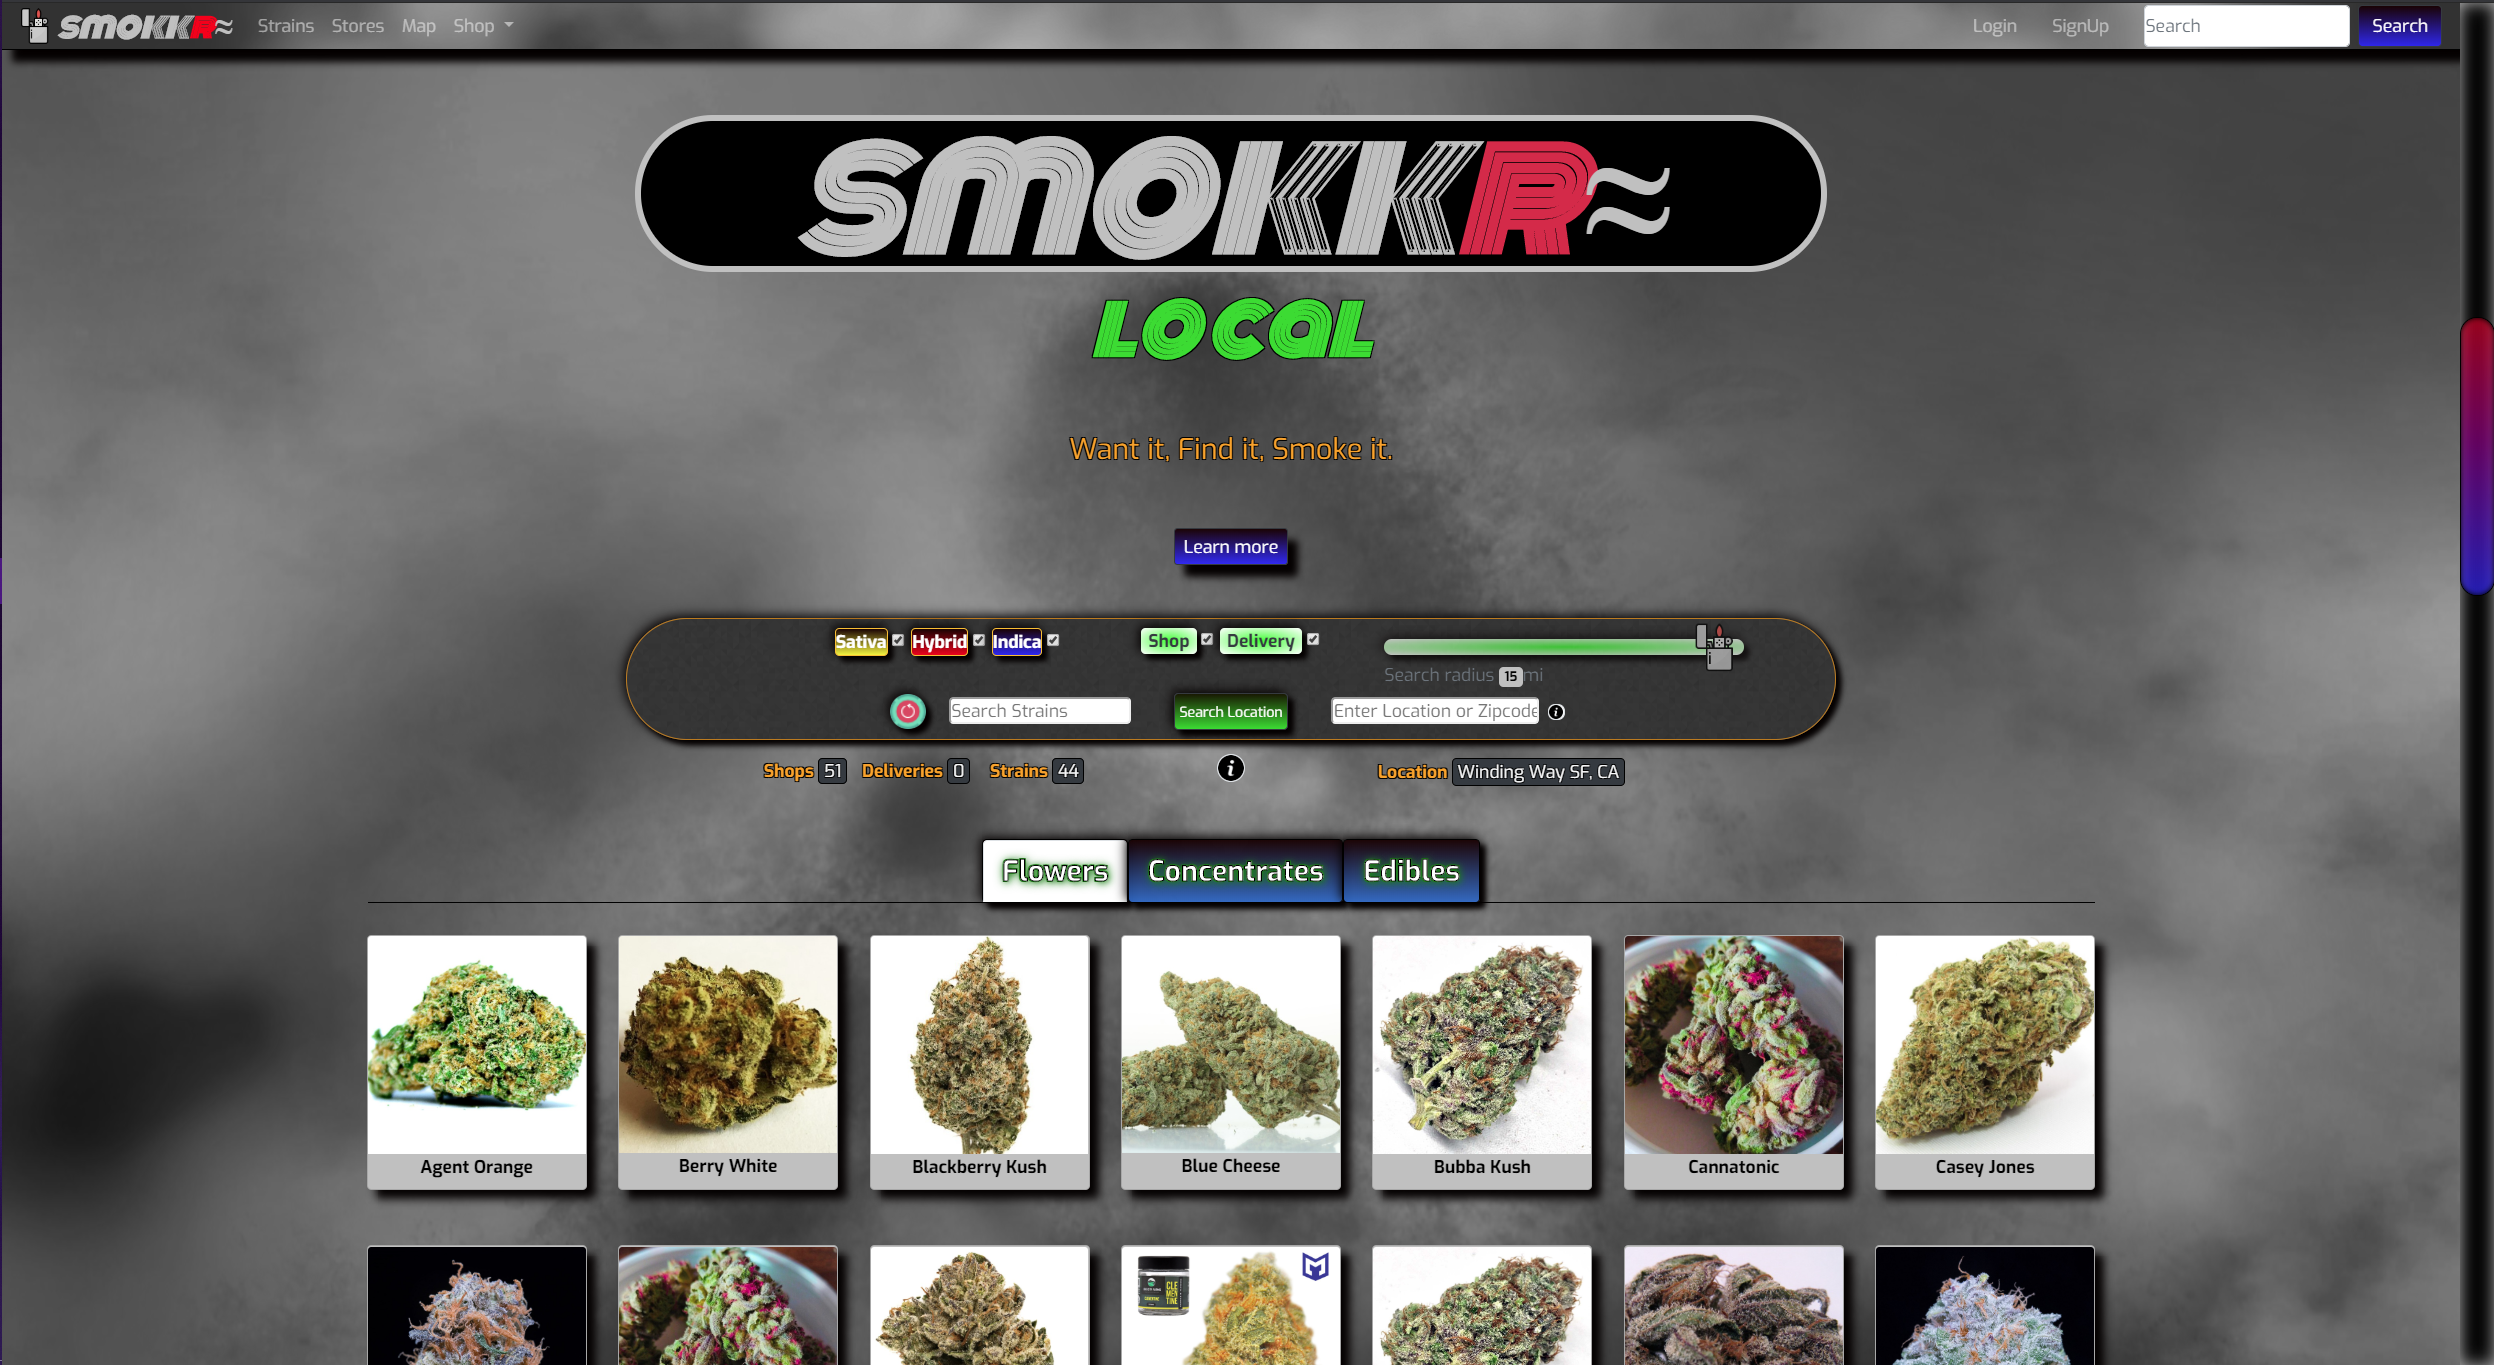 SMOKKR≈ Strains Stores Map Shop Login SignUp Search Search
SMOKKR≈
LOCAL
Want it, Find it, Smoke it.
Learn more
Sativa Hybrid Indica Shop Delivery
Search radius 15 mi
Search Strains Search Location Enter Location or Zipcode i
Shops 51 Deliveries 0 Strains 44 i Location Winding Way SF, CA
Flowers Concentrates Edibles
Agent Orange Berry White Blackberry Kush Blue Cheese Bubba Kush Cannatonic Casey Jones
CLE
MEN
TINE